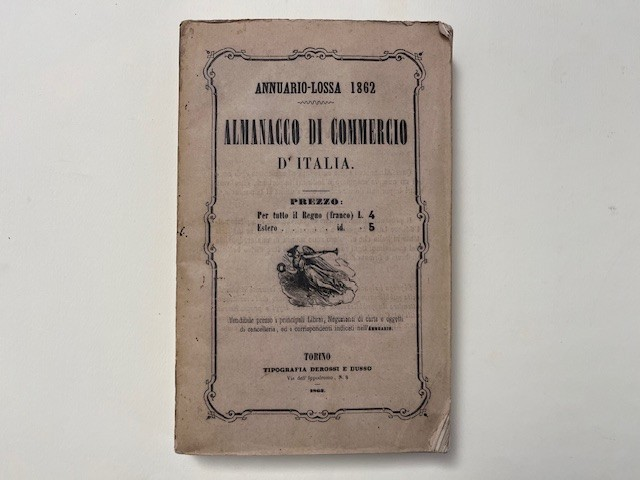 ANNUARIO-LOSSA 1862
ALMANACCO DI COMMERCIO
D'ITALIA.
PREZZO:
Per tutto il Regno (franco) L. 4
Estero . . . . . id. - 5
Vendibile presso i principali Librai, Negozianti di carta e oggetti
di cancelleria, ed i corrispondenti indicati nell'ANNUARIO.
TORINO
TIPOGRAFIA DEROSSI E DUSSO
Via dell'Ippodromo, N. 6
1862.